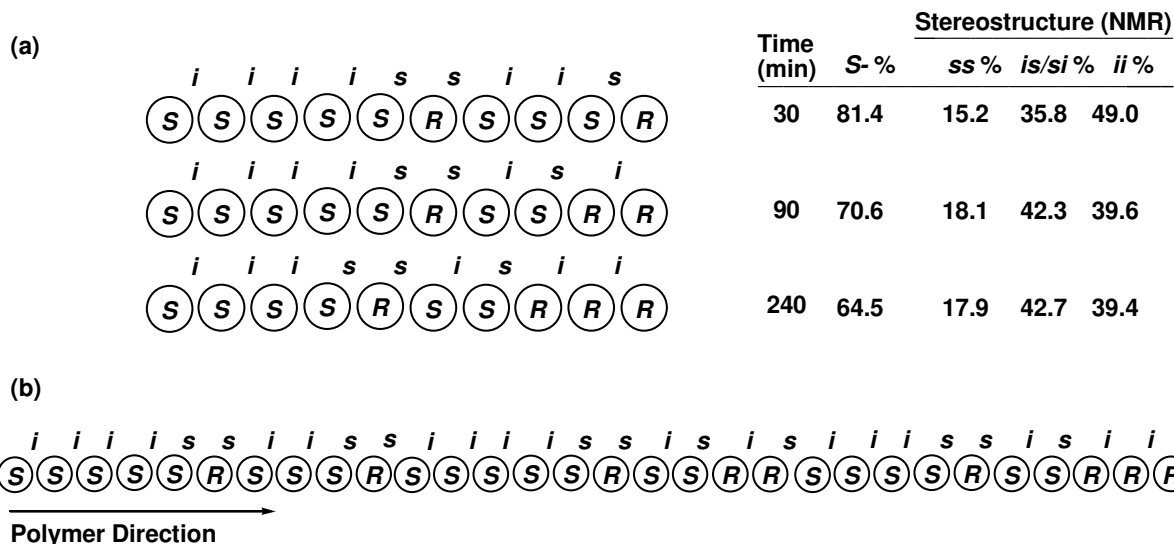 (a)
Stereostructure (NMR)
Time (min) S- % ss % is/si % ii %
i i i i s s i i s
S S S S S R S S S R
30 81.4 15.2 35.8 49.0
i i i i s s i s i
S S S S S R S S R R
90 70.6 18.1 42.3 39.6
i i i s s i s i i
S S S S R S S R R R
240 64.5 17.9 42.7 39.4
(b)
i i i i s s i i s s i i i i s s i s i s i i i s s i s i i
S S S S S R S S S R S S S S S R S S R R S S S S R S S R R R
Polymer Direction